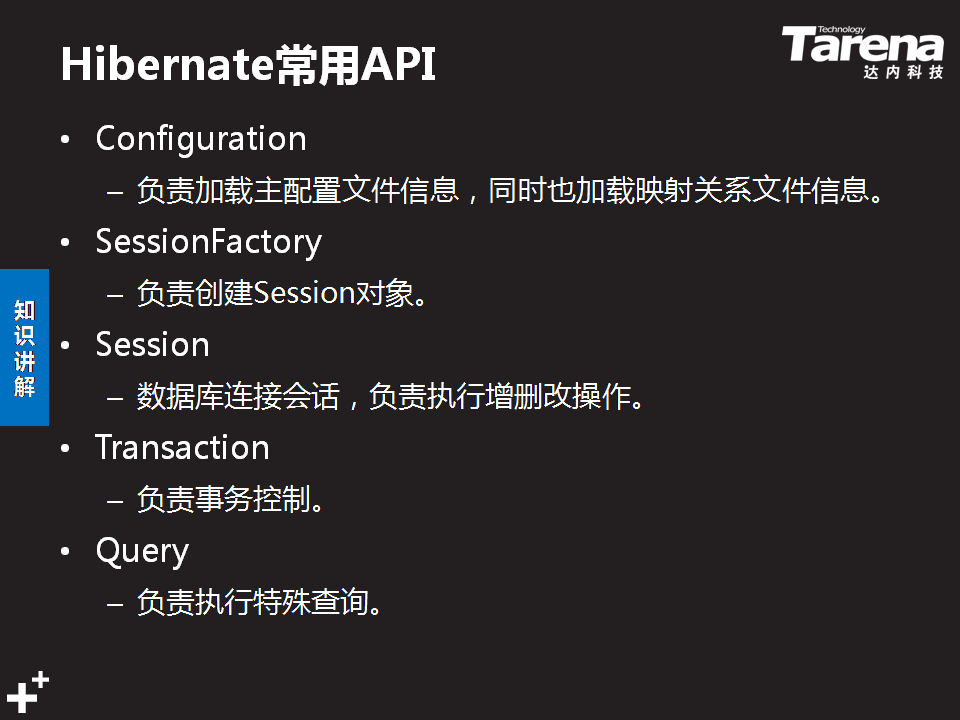 Hibernate常用API
Technology
Tarena
达内科技
• Configuration
– 负责加载主配置文件信息，同时也加载映射关系文件信息。
• SessionFactory
– 负责创建Session对象。
• Session
– 数据库连接会话，负责执行增删改操作。
• Transaction
– 负责事务控制。
• Query
– 负责执行特殊查询。
知识讲解